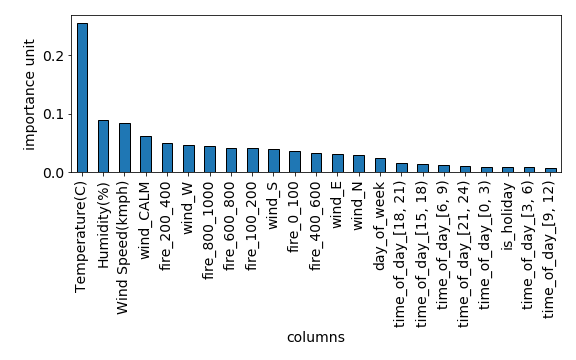 importance unit
0.2
0.1
0.0
Temperature(C)
Humidity(%)
Wind Speed(kmph)
wind_CALM
fire_200_400
wind_W
fire_800_1000
fire_600_800
fire_100_200
wind_S
fire_0_100
fire_400_600
wind_E
wind_N
day_of_week
time_of_day_[18, 21)
time_of_day_[15, 18)
time_of_day_[6, 9)
time_of_day_[21, 24)
time_of_day_[0, 3)
is_holiday
time_of_day_[3, 6)
time_of_day_[9, 12)
columns